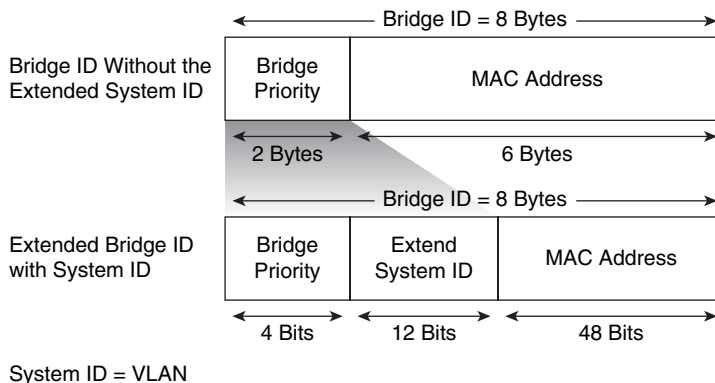 Bridge ID = 8 Bytes
Bridge ID Without the
Extended System ID
Bridge
Priority
MAC Address
2 Bytes
6 Bytes
Bridge ID = 8 Bytes
Extended Bridge ID
with System ID
Bridge
Priority
Extend
System ID
MAC Address
4 Bits
12 Bits
48 Bits
System ID = VLAN